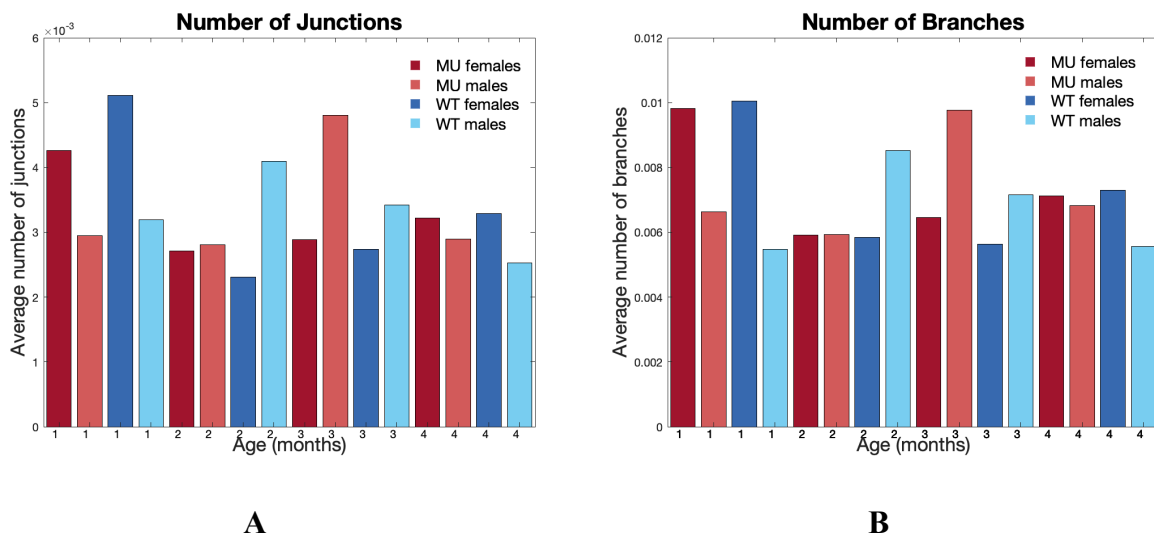 Number of Junctions
×10⁻³
6
5
4
3
2
1
0
Average number of junctions
MU females
MU males
WT females
WT males
1 1 1 1 2 2 2 2 3 3 3 3 4 4 4 4
Age (months)
A
Number of Branches
0.012
0.01
0.008
0.006
0.004
0.002
0
Average number of branches
MU females
MU males
WT females
WT males
1 1 1 1 2 2 2 2 3 3 3 3 4 4 4 4
Age (months)
B